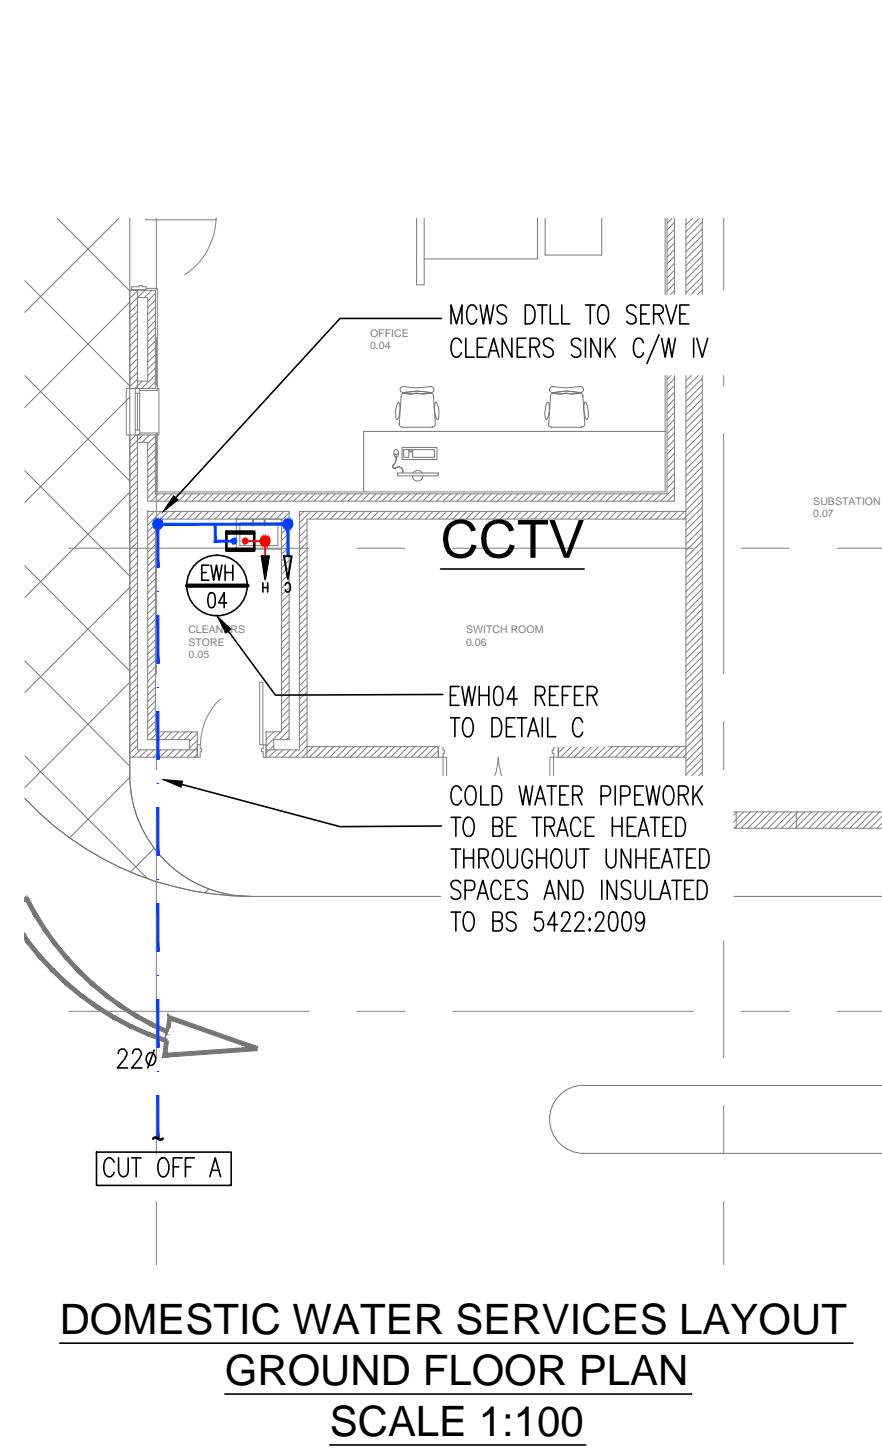 MCWS DTLL TO SERVE
CLEANERS SINK C/W IV
OFFICE
0.04
SUBSTATION
0.07
CCTV
EWH
04
H
C
CLEANERS
STORE
0.05
SWITCH ROOM
0.06
EWH04 REFER
TO DETAIL C
COLD WATER PIPEWORK
TO BE TRACE HEATED
THROUGHOUT UNHEATED
SPACES AND INSULATED
TO BS 5422:2009
22ø
CUT OFF A
DOMESTIC WATER SERVICES LAYOUT
GROUND FLOOR PLAN
SCALE 1:100